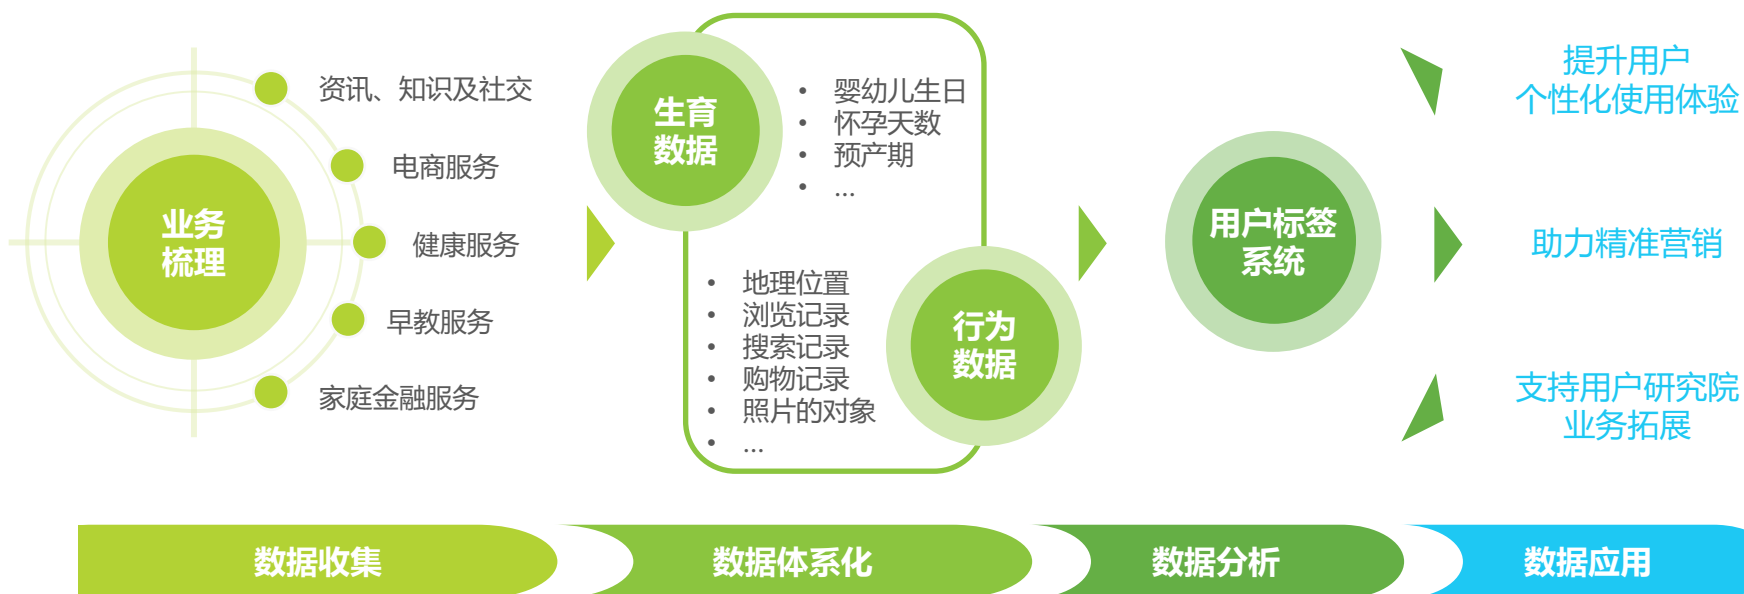 业务
梳理
资讯、知识及社交
电商服务
健康服务
早教服务
家庭金融服务
生育
数据
• 婴幼儿生日
• 怀孕天数
• 预产期
• ...
• 地理位置
• 浏览记录
• 搜索记录
• 购物记录
• 照片的对象
• ...
行为
数据
用户标签
系统
提升用户
个性化使用体验
助力精准营销
支持用户研究院
业务拓展
数据收集
数据体系化
数据分析
数据应用